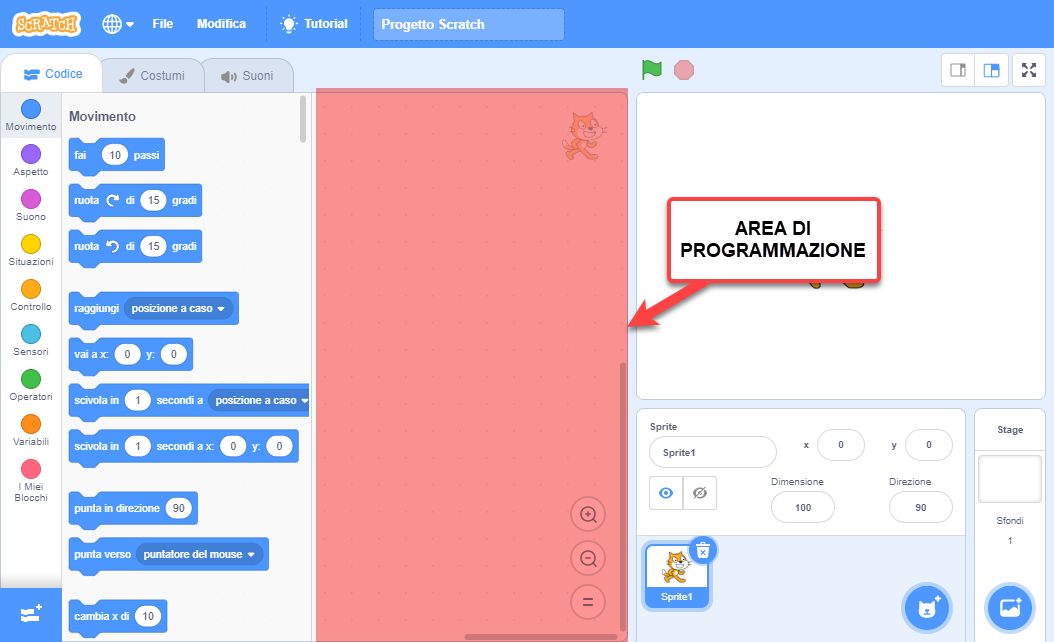 SCRATCH
File
Modifica
Tutorial
Progetto Scratch
Codice
Costumi
Suoni
Movimento
Aspetto
Suono
Situazioni
Controllo
Sensori
Operatori
Variabili
I Miei
Blocchi
Movimento
fai 10 passi
ruota di 15 gradi
ruota di 15 gradi
raggiungi posizione a caso
vai a x: 0 y: 0
scivola in 1 secondi a posizione a caso
scivola in 1 secondi a x: 0 y: 0
punta in direzione 90
punta verso puntatore del mouse
cambia x di 10
AREA DI
PROGRAMMAZIONE
Sprite
Sprite1
x 0
y 0
Dimensione
100
Direzione
90
Sprite1
Stage
Sfondi
1